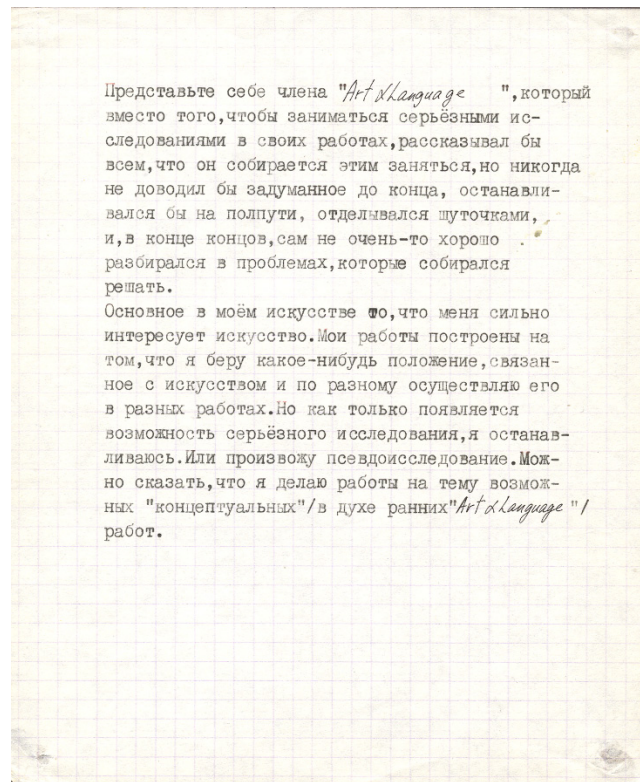 Представьте себе члена "Art & Language    ",который
вместо того,чтобы заниматься серьёзными ис-
следованиями в своих работах,рассказывал бы
всем,что он собирается этим заняться,но никогда
не доводил бы задуманное до конца, останавли-
вался бы на полпути, отделывался шуточками,
и,в конце концов,сам не очень-то хорошо .
разбирался в проблемах,которые собирался
решать.
Основное в моём искусстве то,что меня сильно
интересует искусство.Мои работы построены на
том,что я беру какое-нибудь положение,связан-
ное с искусством и по разному осуществляю его
в разных работах.Но как только появляется
возможность серьёзного исследования,я останав-
ливаюсь.Или произвожу псевдоисследование.Мож-
но сказать,что я делаю работы на тему возмож-
ных "концептуальных"/в духе ранних"Art & Language "/
работ.